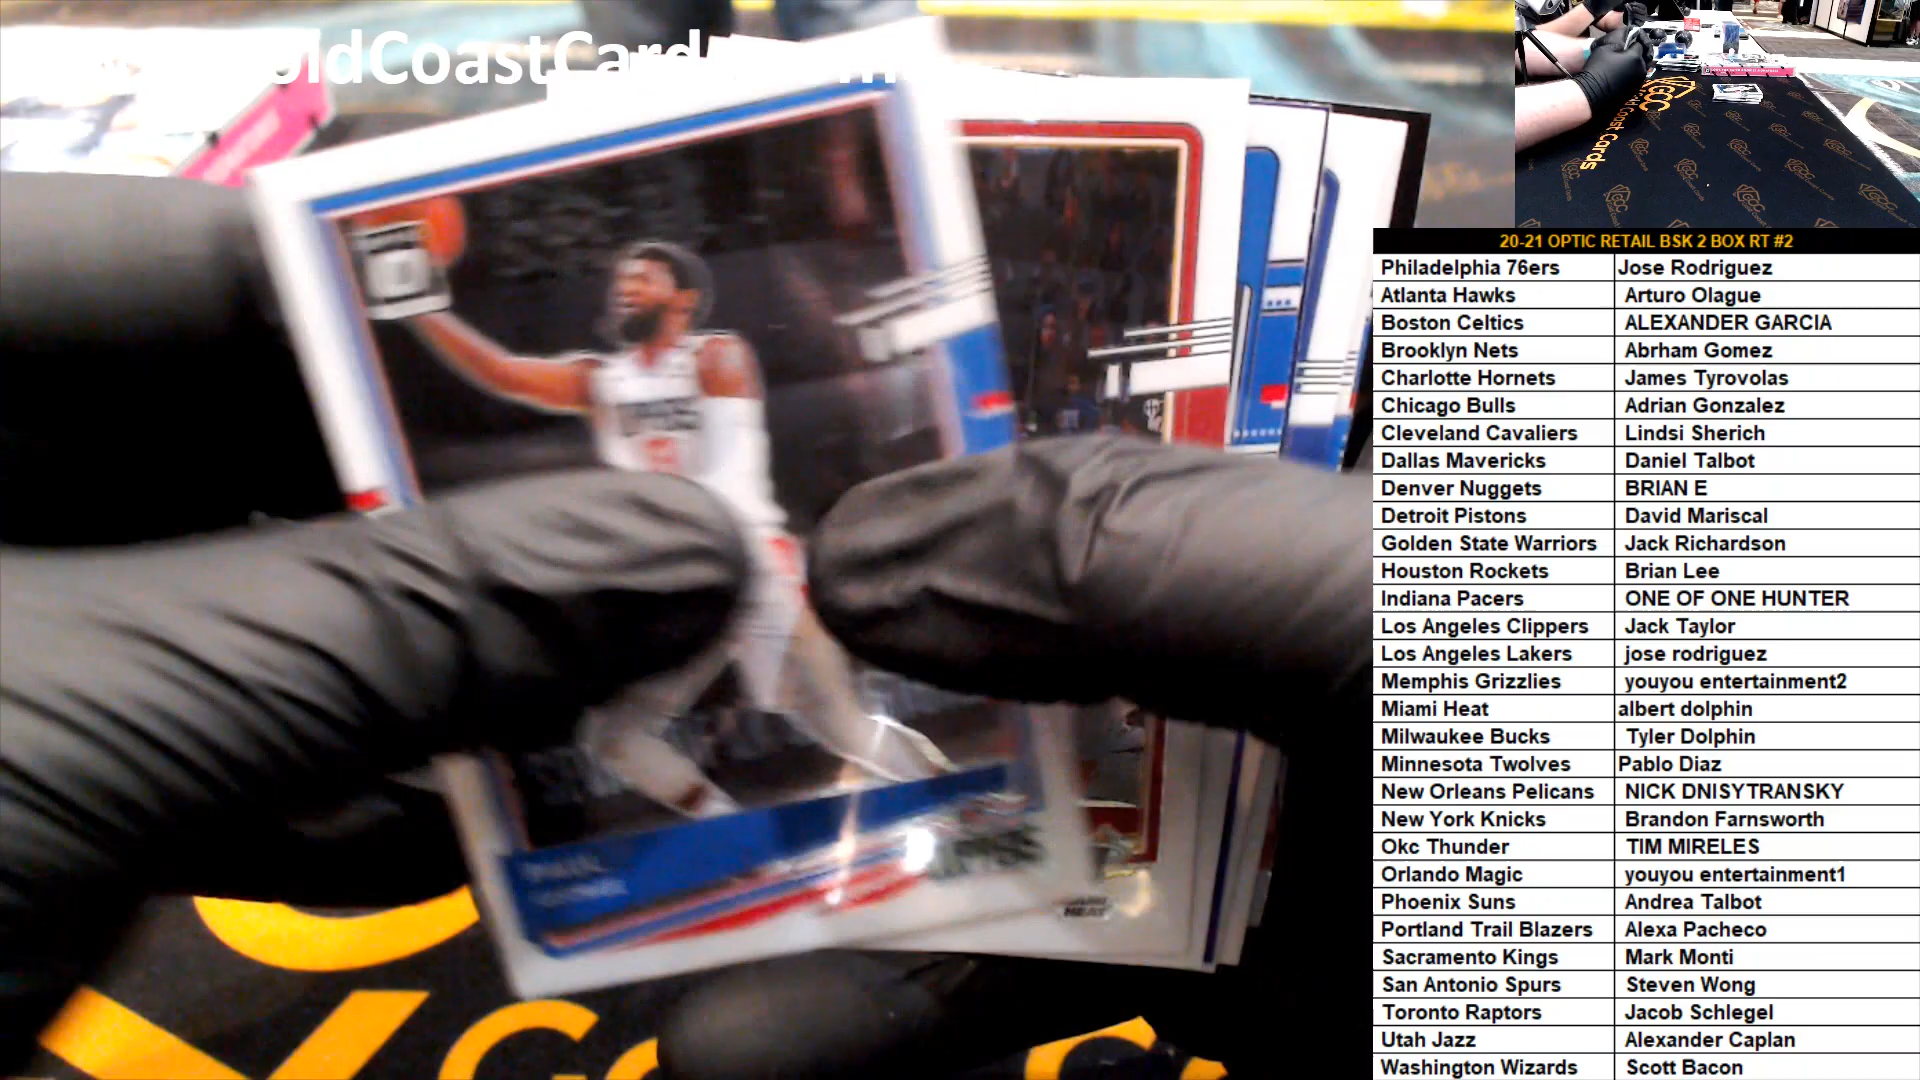 oldCoastCard
20-21 OPTIC RETAIL BSK 2 BOX RT #2
Philadelphia 76ers Jose Rodriguez
Atlanta Hawks Arturo Olague
Boston Celtics ALEXANDER GARCIA
Brooklyn Nets Abrham Gomez
Charlotte Hornets James Tyrovolas
Chicago Bulls Adrian Gonzalez
Cleveland Cavaliers Lindsi Sherich
Dallas Mavericks Daniel Talbot
Denver Nuggets BRIAN E
Detroit Pistons David Mariscal
Golden State Warriors Jack Richardson
Houston Rockets Brian Lee
Indiana Pacers ONE OF ONE HUNTER
Los Angeles Clippers Jack Taylor
Los Angeles Lakers jose rodriguez
Memphis Grizzlies youyou entertainment2
Miami Heat albert dolphin
Milwaukee Bucks Tyler Dolphin
Minnesota Twolves Pablo Diaz
New Orleans Pelicans NICK DNISYTRANSKY
New York Knicks Brandon Farnsworth
Okc Thunder TIM MIRELES
Orlando Magic youyou entertainment1
Phoenix Suns Andrea Talbot
Portland Trail Blazers Alexa Pacheco
Sacramento Kings Mark Monti
San Antonio Spurs Steven Wong
Toronto Raptors Jacob Schlegel
Utah Jazz Alexander Caplan
Washington Wizards Scott Bacon
GCC
Gold Coast Cards
PAUL
HEAT